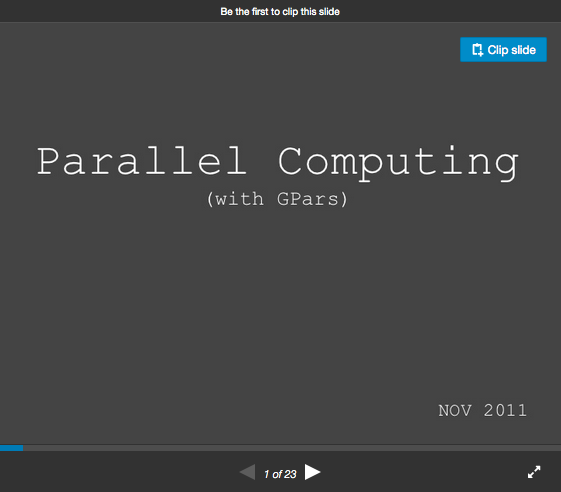 Be the first to clip this slide
Clip slide
Parallel Computing
(with GPars)
NOV 2011
1 of 23